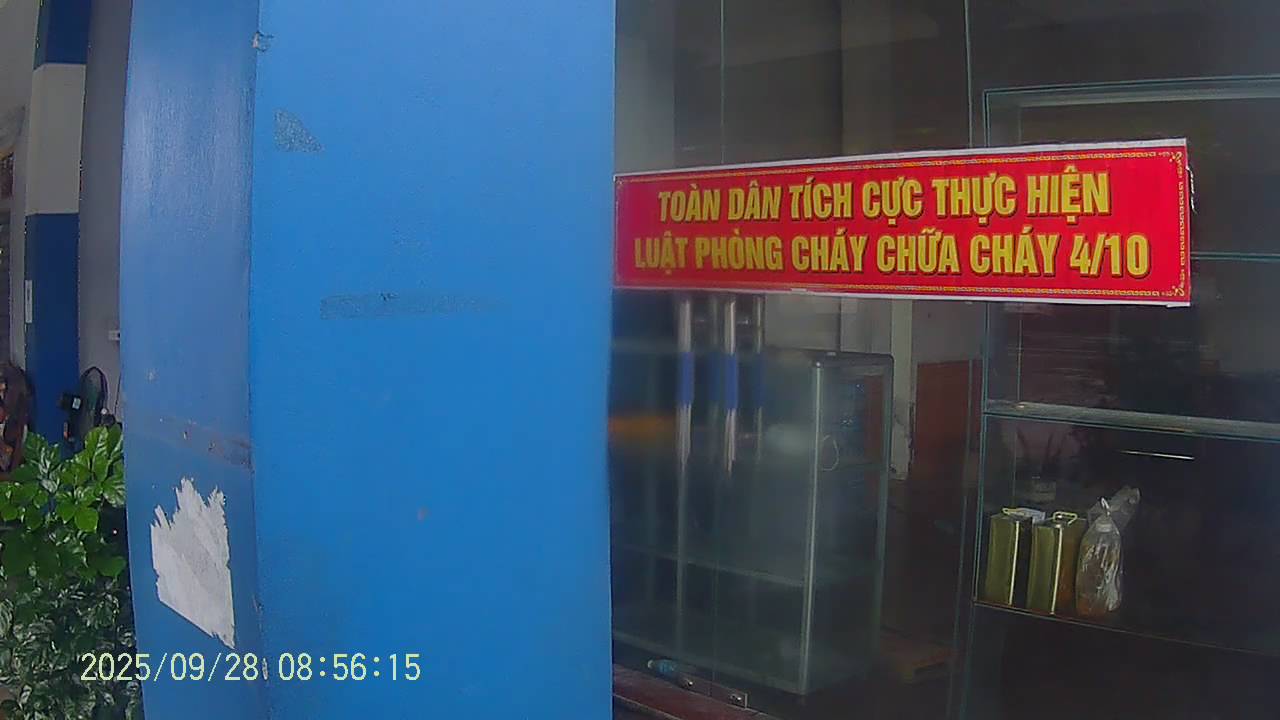 TOÀN DÂN TÍCH CỰC THỰC HIỆN
LUẬT PHÒNG CHÁY CHỮA CHÁY 4/10
2025/09/28 08:56:15